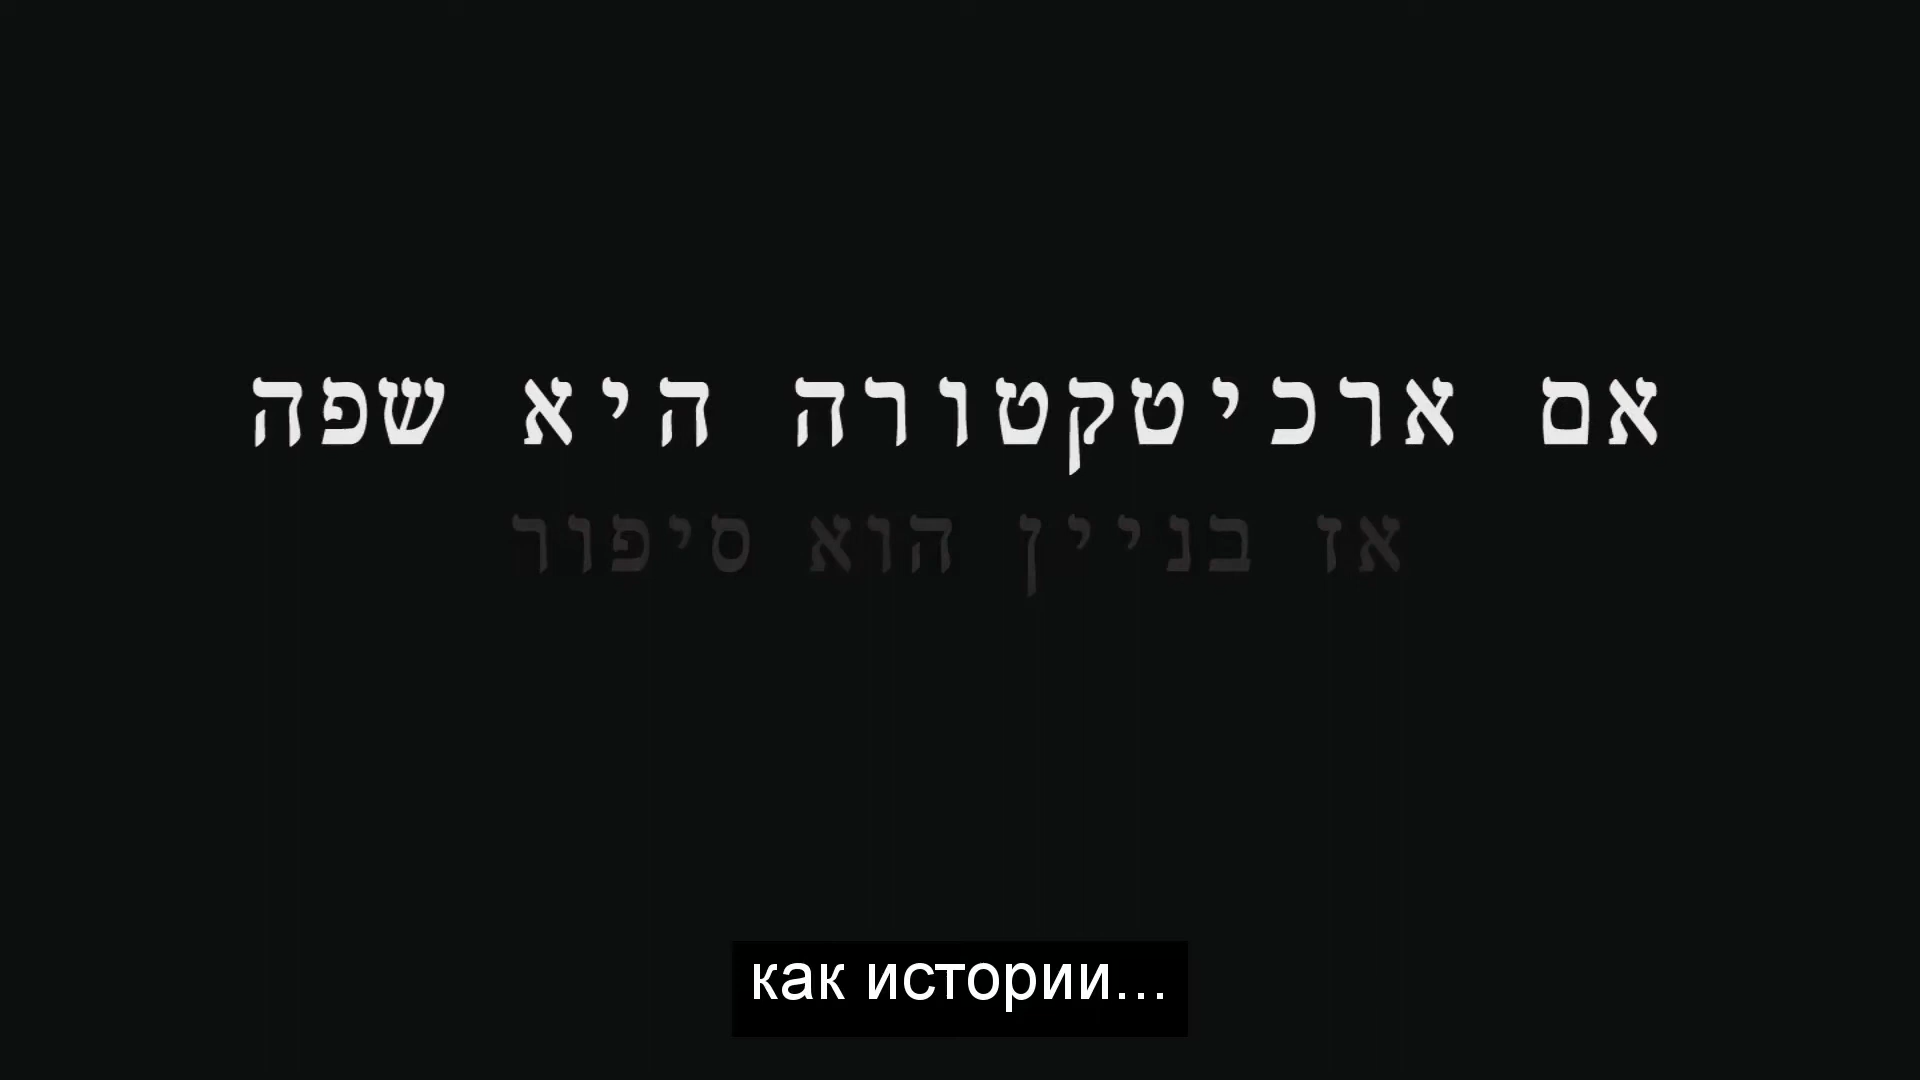 אם ארכיטקטורה היא שפה
אז בניין הוא סיפור
как истории...